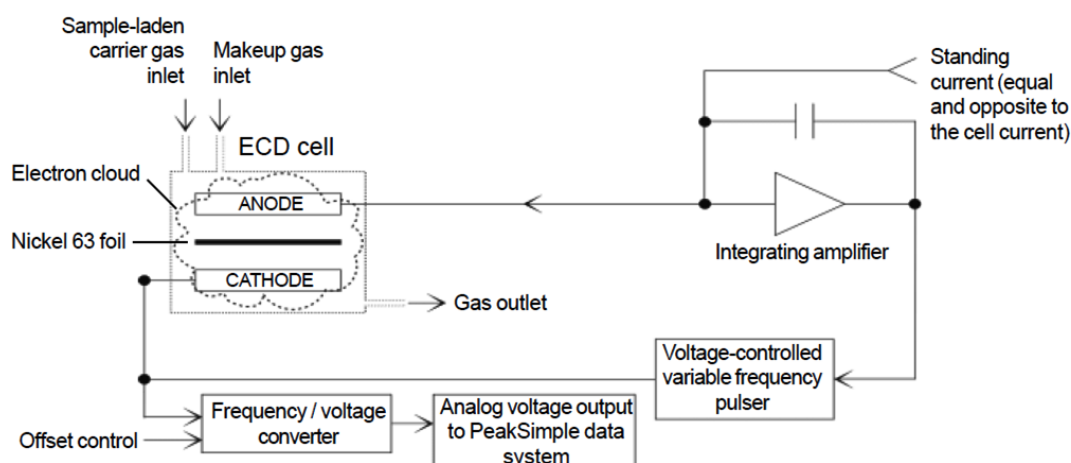 Sample-laden
carrier gas
inlet
Makeup gas
inlet
ECD cell
Electron cloud
ANODE
Nickel 63 foil
CATHODE
Gas outlet
Standing
current (equal
and opposite to
the cell current)
Integrating amplifier
Voltage-controlled
variable frequency
pulser
Frequency / voltage
converter
Offset control
Analog voltage output
to PeakSimple data
system